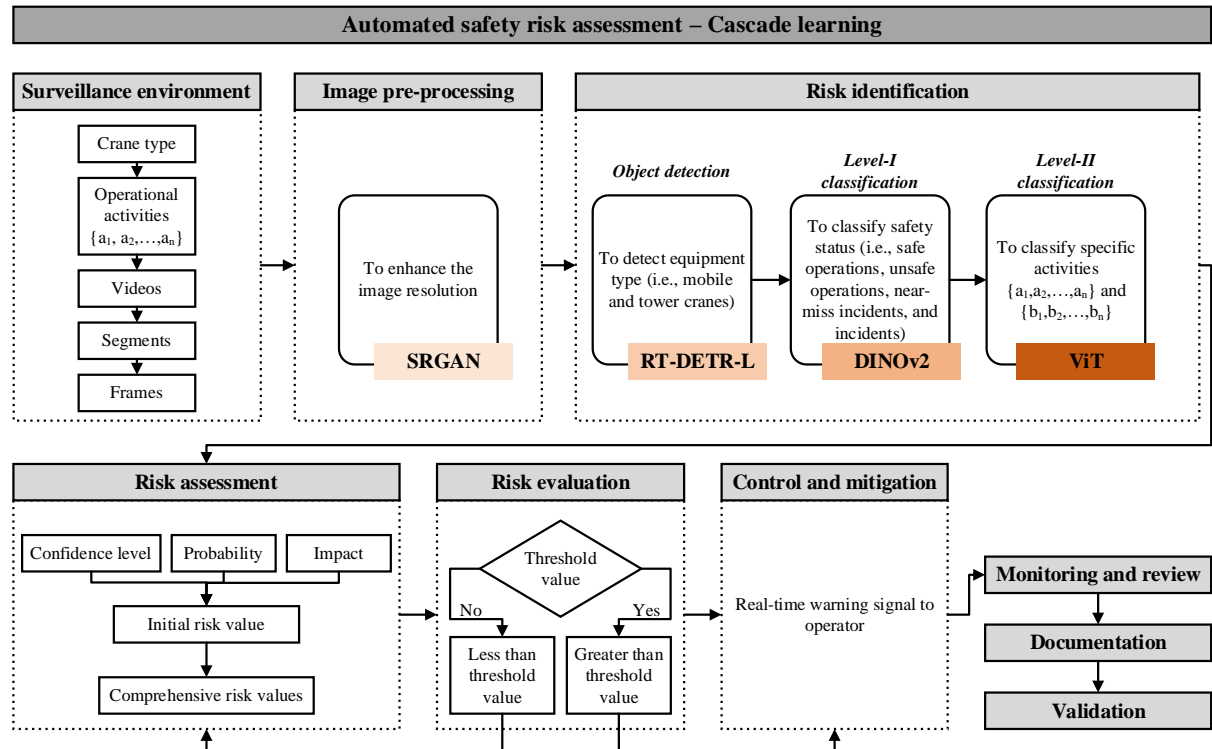 Automated safety risk assessment – Cascade learning
Surveillance environment
Crane type
Operational
activities
{a₁, a₂,…,aₙ}
Videos
Segments
Frames
Image pre-processing
To enhance the
image resolution
SRGAN
Risk identification
Object detection
To detect equipment
type (i.e., mobile
and tower cranes)
RT-DETR-L
Level-I
classification
To classify safety
status (i.e., safe
operations, unsafe
operations, near-
miss incidents, and
incidents)
DINOv2
Level-II
classification
To classify specific
activities
{a₁,a₂,…,aₙ} and
{b₁,b₂,…,bₙ}
ViT
Risk assessment
Confidence level
Probability
Impact
Initial risk value
Comprehensive risk values
Risk evaluation
Threshold
value
No
Yes
Less than
threshold
value
Greater than
threshold
value
Control and mitigation
Real-time warning signal to
operator
Monitoring and review
Documentation
Validation